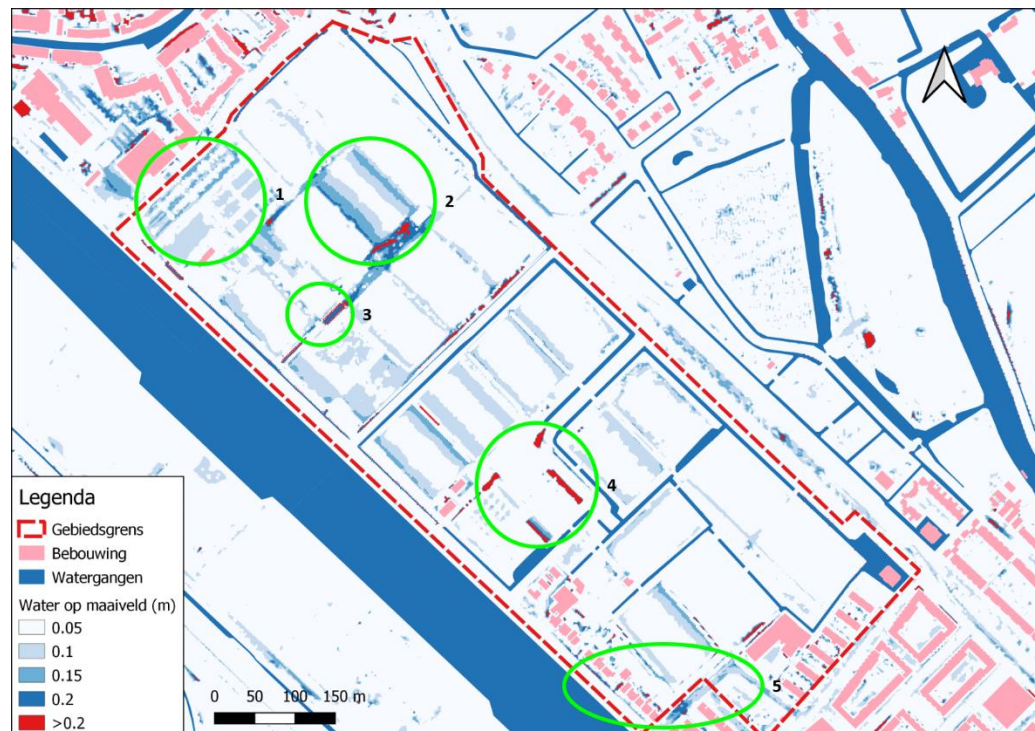 1
2
3
4
5
Legenda
Gebiedsgrens
Bebouwing
Watergangen
Water op maaiveld (m)
0.05
0.1
0.15
0.2
>0.2
0 50 100 150 m